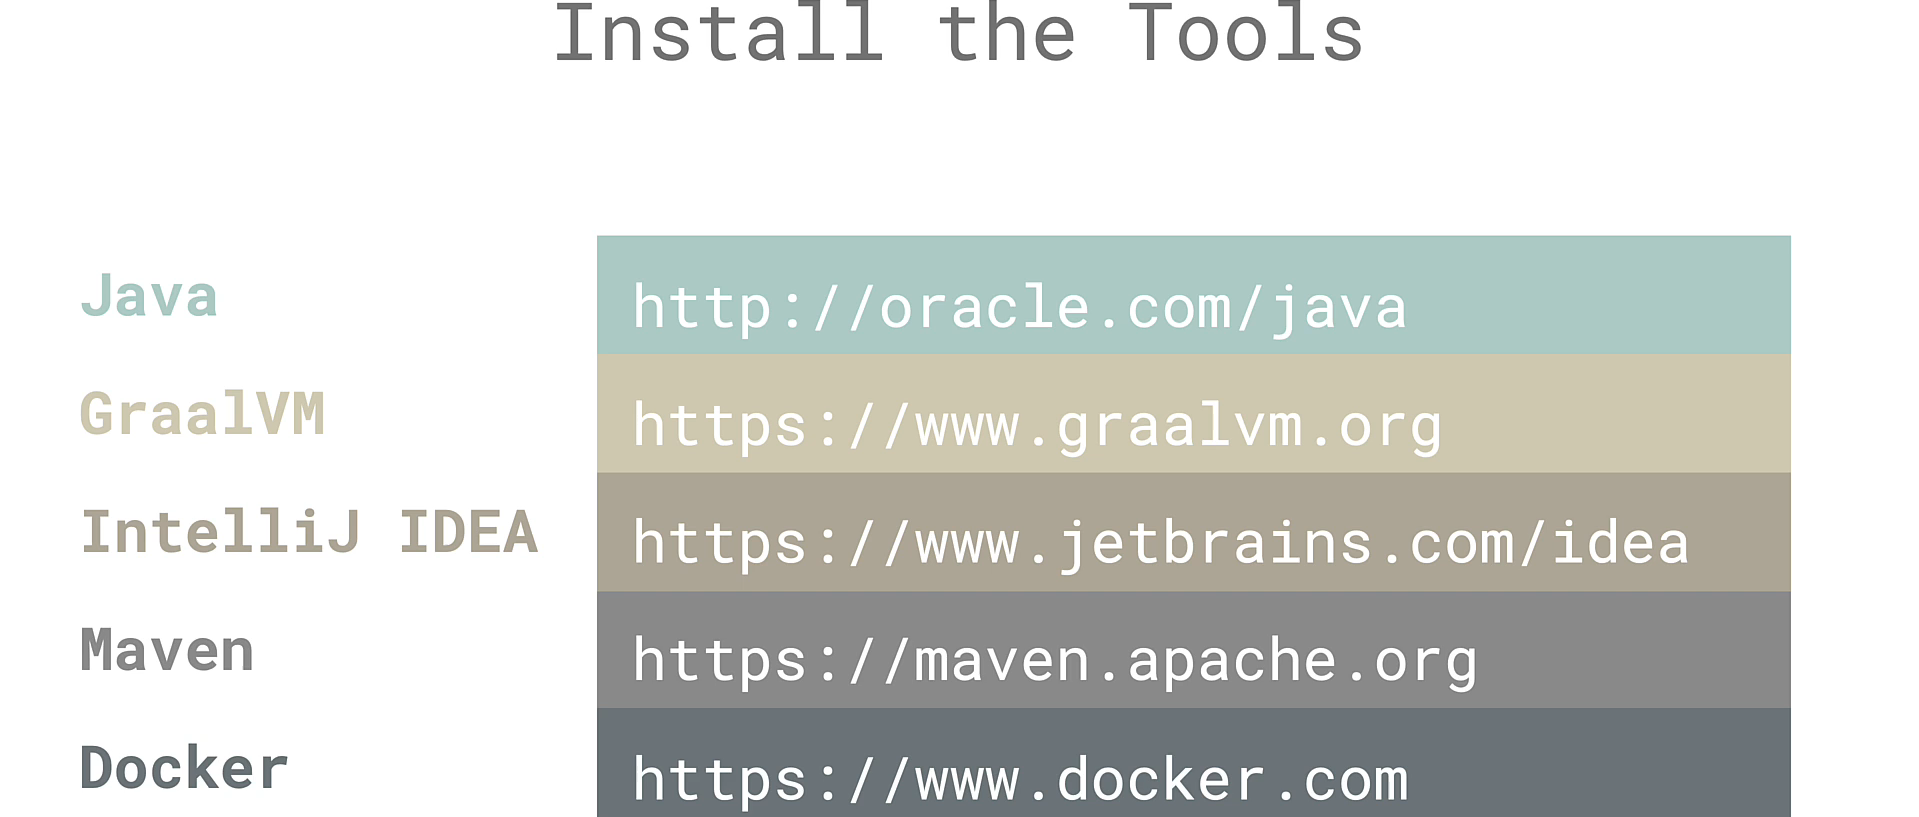 Install the Tools
Java http://oracle.com/java
GraalVM https://www.graalvm.org
IntelliJ IDEA https://www.jetbrains.com/idea
Maven https://maven.apache.org
Docker https://www.docker.com